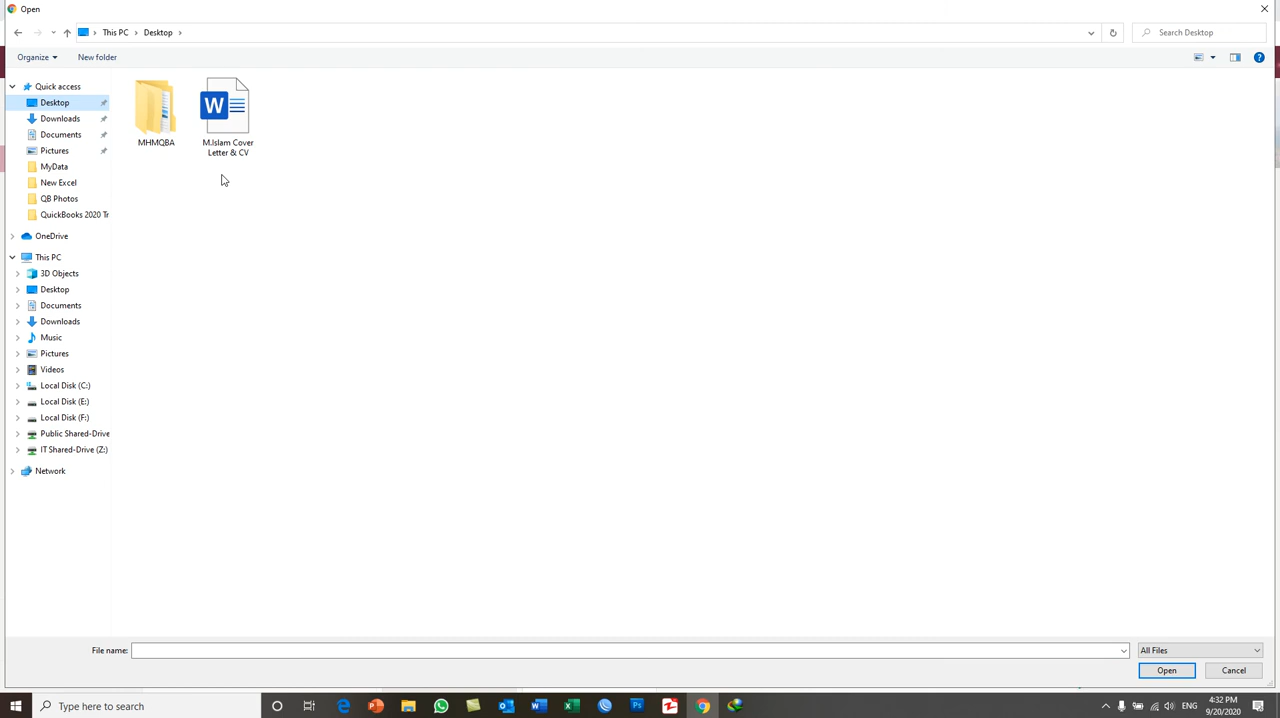 Open
This PC
Desktop
Search Desktop
Organize
New folder
Quick access
Desktop
Downloads
Documents
Pictures
MyData
New Excel
QB Photos
QuickBooks 2020 Tr
OneDrive
This PC
3D Objects
Desktop
Documents
Downloads
Music
Pictures
Videos
Local Disk (C:)
Local Disk (E:)
Local Disk (F:)
Public Shared-Drive
IT Shared-Drive (Z:)
Network
W
MHMQBA
M.Islam Cover
Letter & CV
File name:
All Files
Open
Cancel
Type here to search
ENG
4:32 PM
9/20/2020